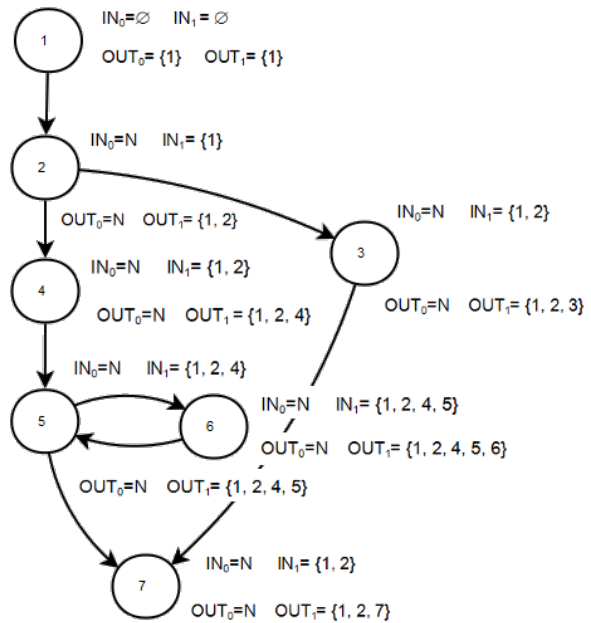 IN₀=∅ IN₁=∅
1
OUT₀= {1} OUT₁= {1}
IN₀=N IN₁= {1}
2
OUT₀=N OUT₁= {1, 2}
IN₀=N IN₁= {1, 2}
3
OUT₀=N OUT₁= {1, 2, 3}
IN₀=N IN₁= {1, 2}
4
OUT₀=N OUT₁ = {1, 2, 4}
IN₀=N IN₁= {1, 2, 4}
5
OUT₀=N OUT₁= {1, 2, 4, 5}
IN₀=N IN₁= {1, 2, 4, 5}
6
OUT₀=N OUT₁= {1, 2, 4, 5, 6}
IN₀=N IN₁= {1, 2}
7
OUT₀=N OUT₁= {1, 2, 7}